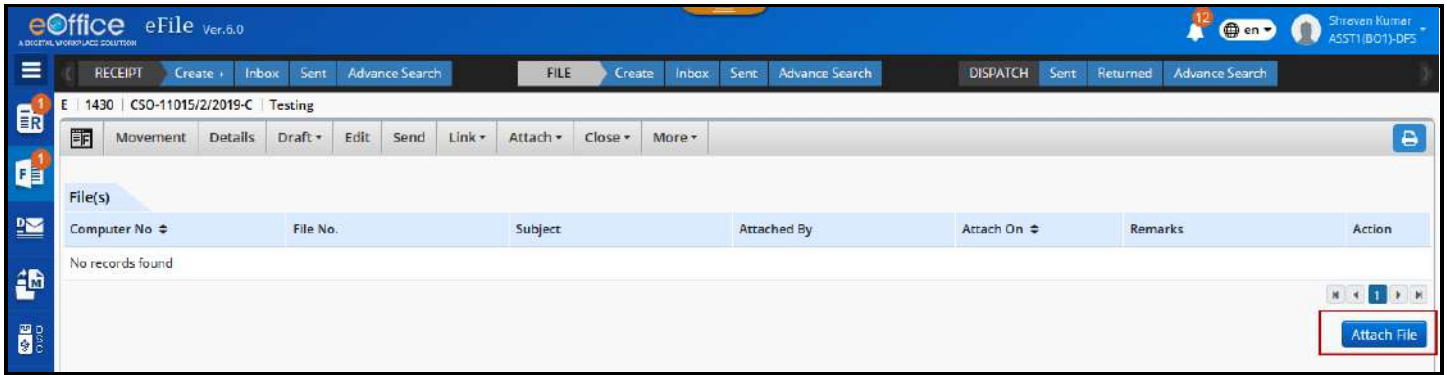 eOffice eFile Ver.6.0
A DIGITAL WORKPLACE SOLUTION
12
en
Shravan Kumar
ASST1(BO1)-DFS
RECEIPT Create Inbox Sent Advance Search FILE Create Inbox Sent Advance Search DISPATCH Sent Returned Advance Search
1
R
E 1430 CSO-11015/2/2019-C Testing
F Movement Details Draft Edit Send Link Attach Close More
1
F
File(s)
D
Computer No File No. Subject Attached By Attach On Remarks Action
No records found
M
1
DSC
Attach File